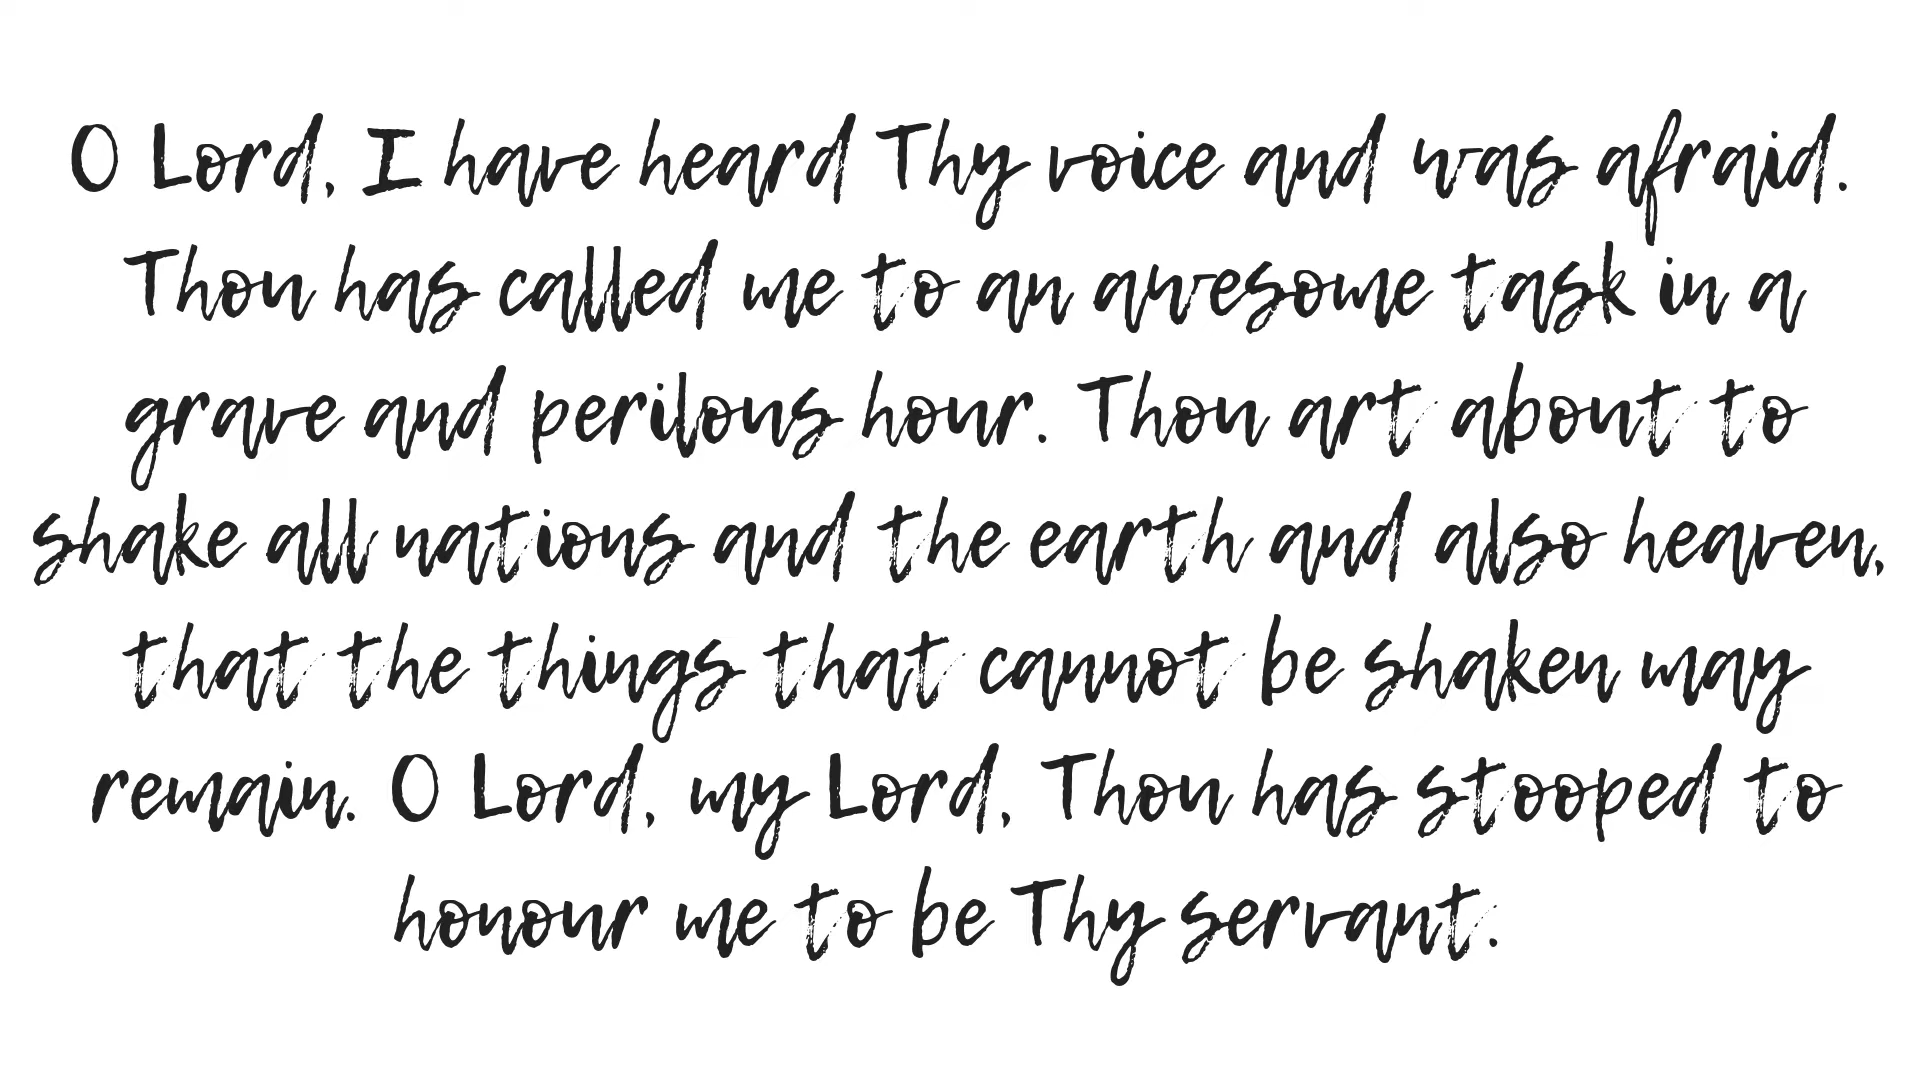 O Lord, I have heard Thy voice and was afraid.
Thou has called me to an awesome task in a
grave and perilous hour. Thou art about to
shake all nations and the earth and also heaven,
that the things that cannot be shaken may
remain. O Lord, my Lord, Thou has stooped to
honour me to be Thy servant.